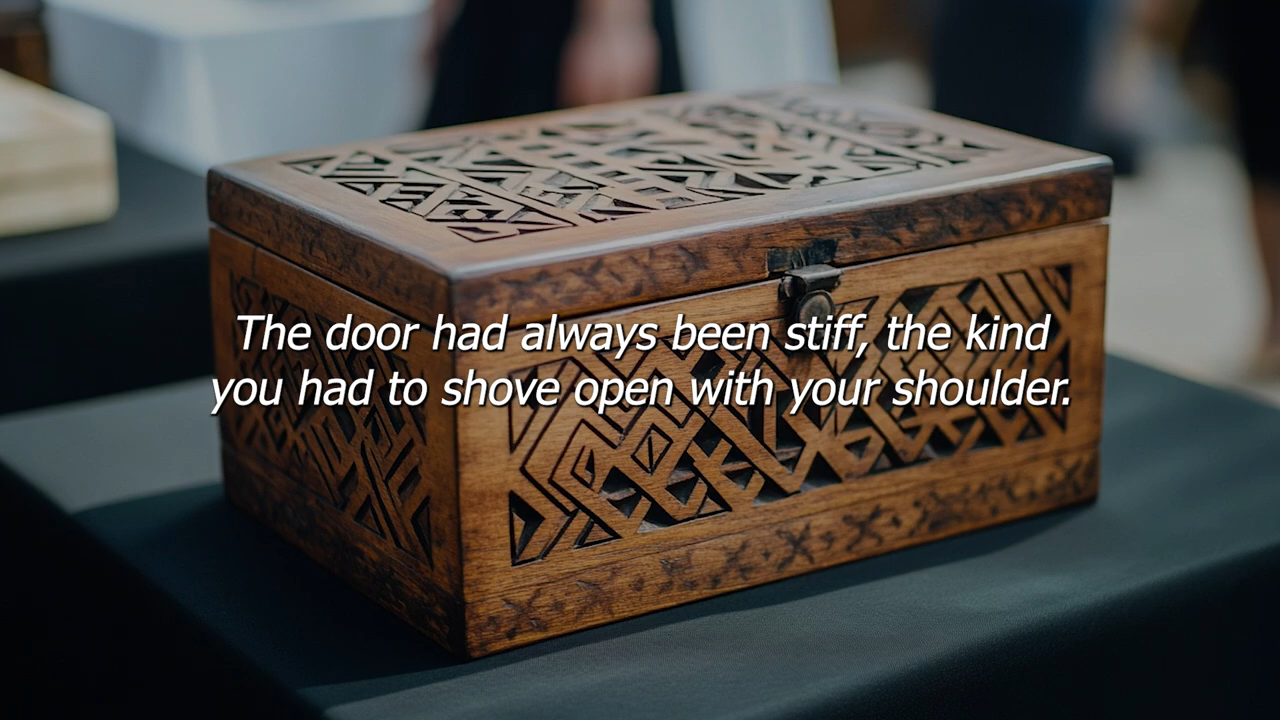 The door had always been stiff, the kind
you had to shove open with your shoulder.